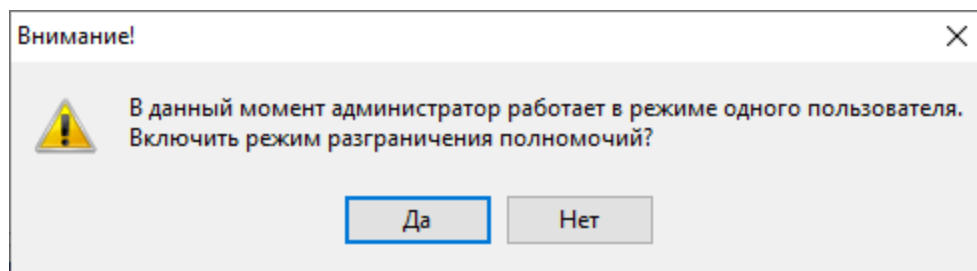 Внимание!
В данный момент администратор работает в режиме одного пользователя.
Включить режим разграничения полномочий?
Да
Нет